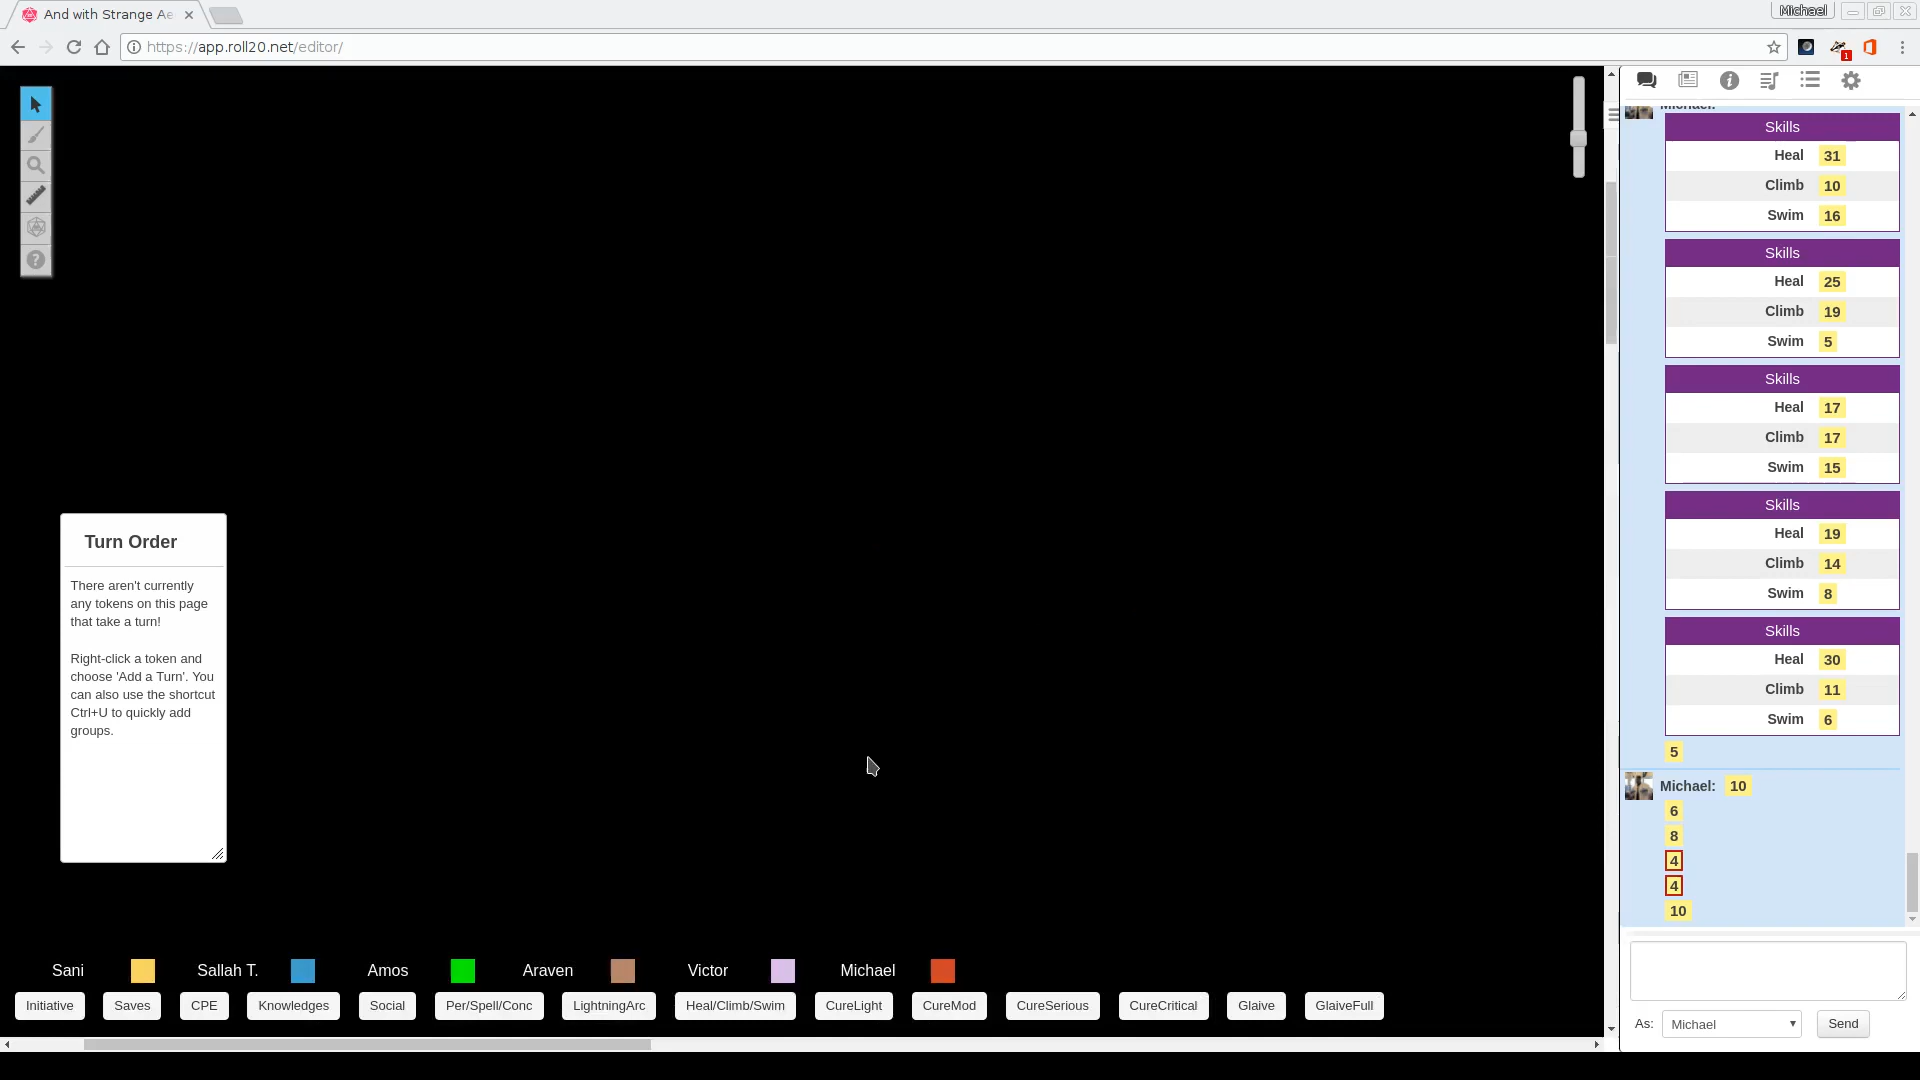 And with Strange Ae
Michael
https://app.roll20.net/editor/
1
Michael:
Skills
Heal 31
Climb 10
Swim 16
Skills
Heal 25
Climb 19
Swim 5
Skills
Heal 17
Climb 17
Swim 15
Skills
Heal 19
Climb 14
Swim 8
Skills
Heal 30
Climb 11
Swim 6
5
Michael: 10
6
8
4
4
10
Turn Order
There aren't currently
any tokens on this page
that take a turn!
Right-click a token and
choose 'Add a Turn'. You
can also use the shortcut
Ctrl+U to quickly add
groups.
Sani Sallah T. Amos Araven Victor Michael
Initiative Saves CPE Knowledges Social Per/Spell/Conc LightningArc Heal/Climb/Swim CureLight CureMod CureSerious CureCritical Glaive GlaiveFull
As: Michael Send